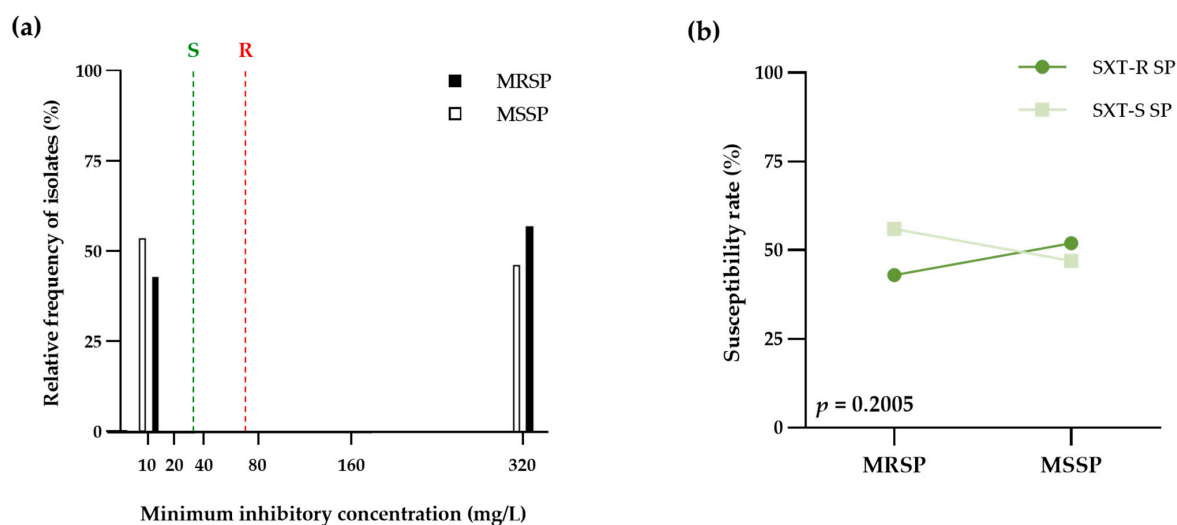 (a)
S R
100
75
50
25
0
Relative frequency of isolates (%)
MRSP
MSSP
10 20 40 80 160 320
Minimum inhibitory concentration (mg/L)
(b)
100
75
50
25
0
Susceptibility rate (%)
SXT-R SP
SXT-S SP
p = 0.2005
MRSP MSSP